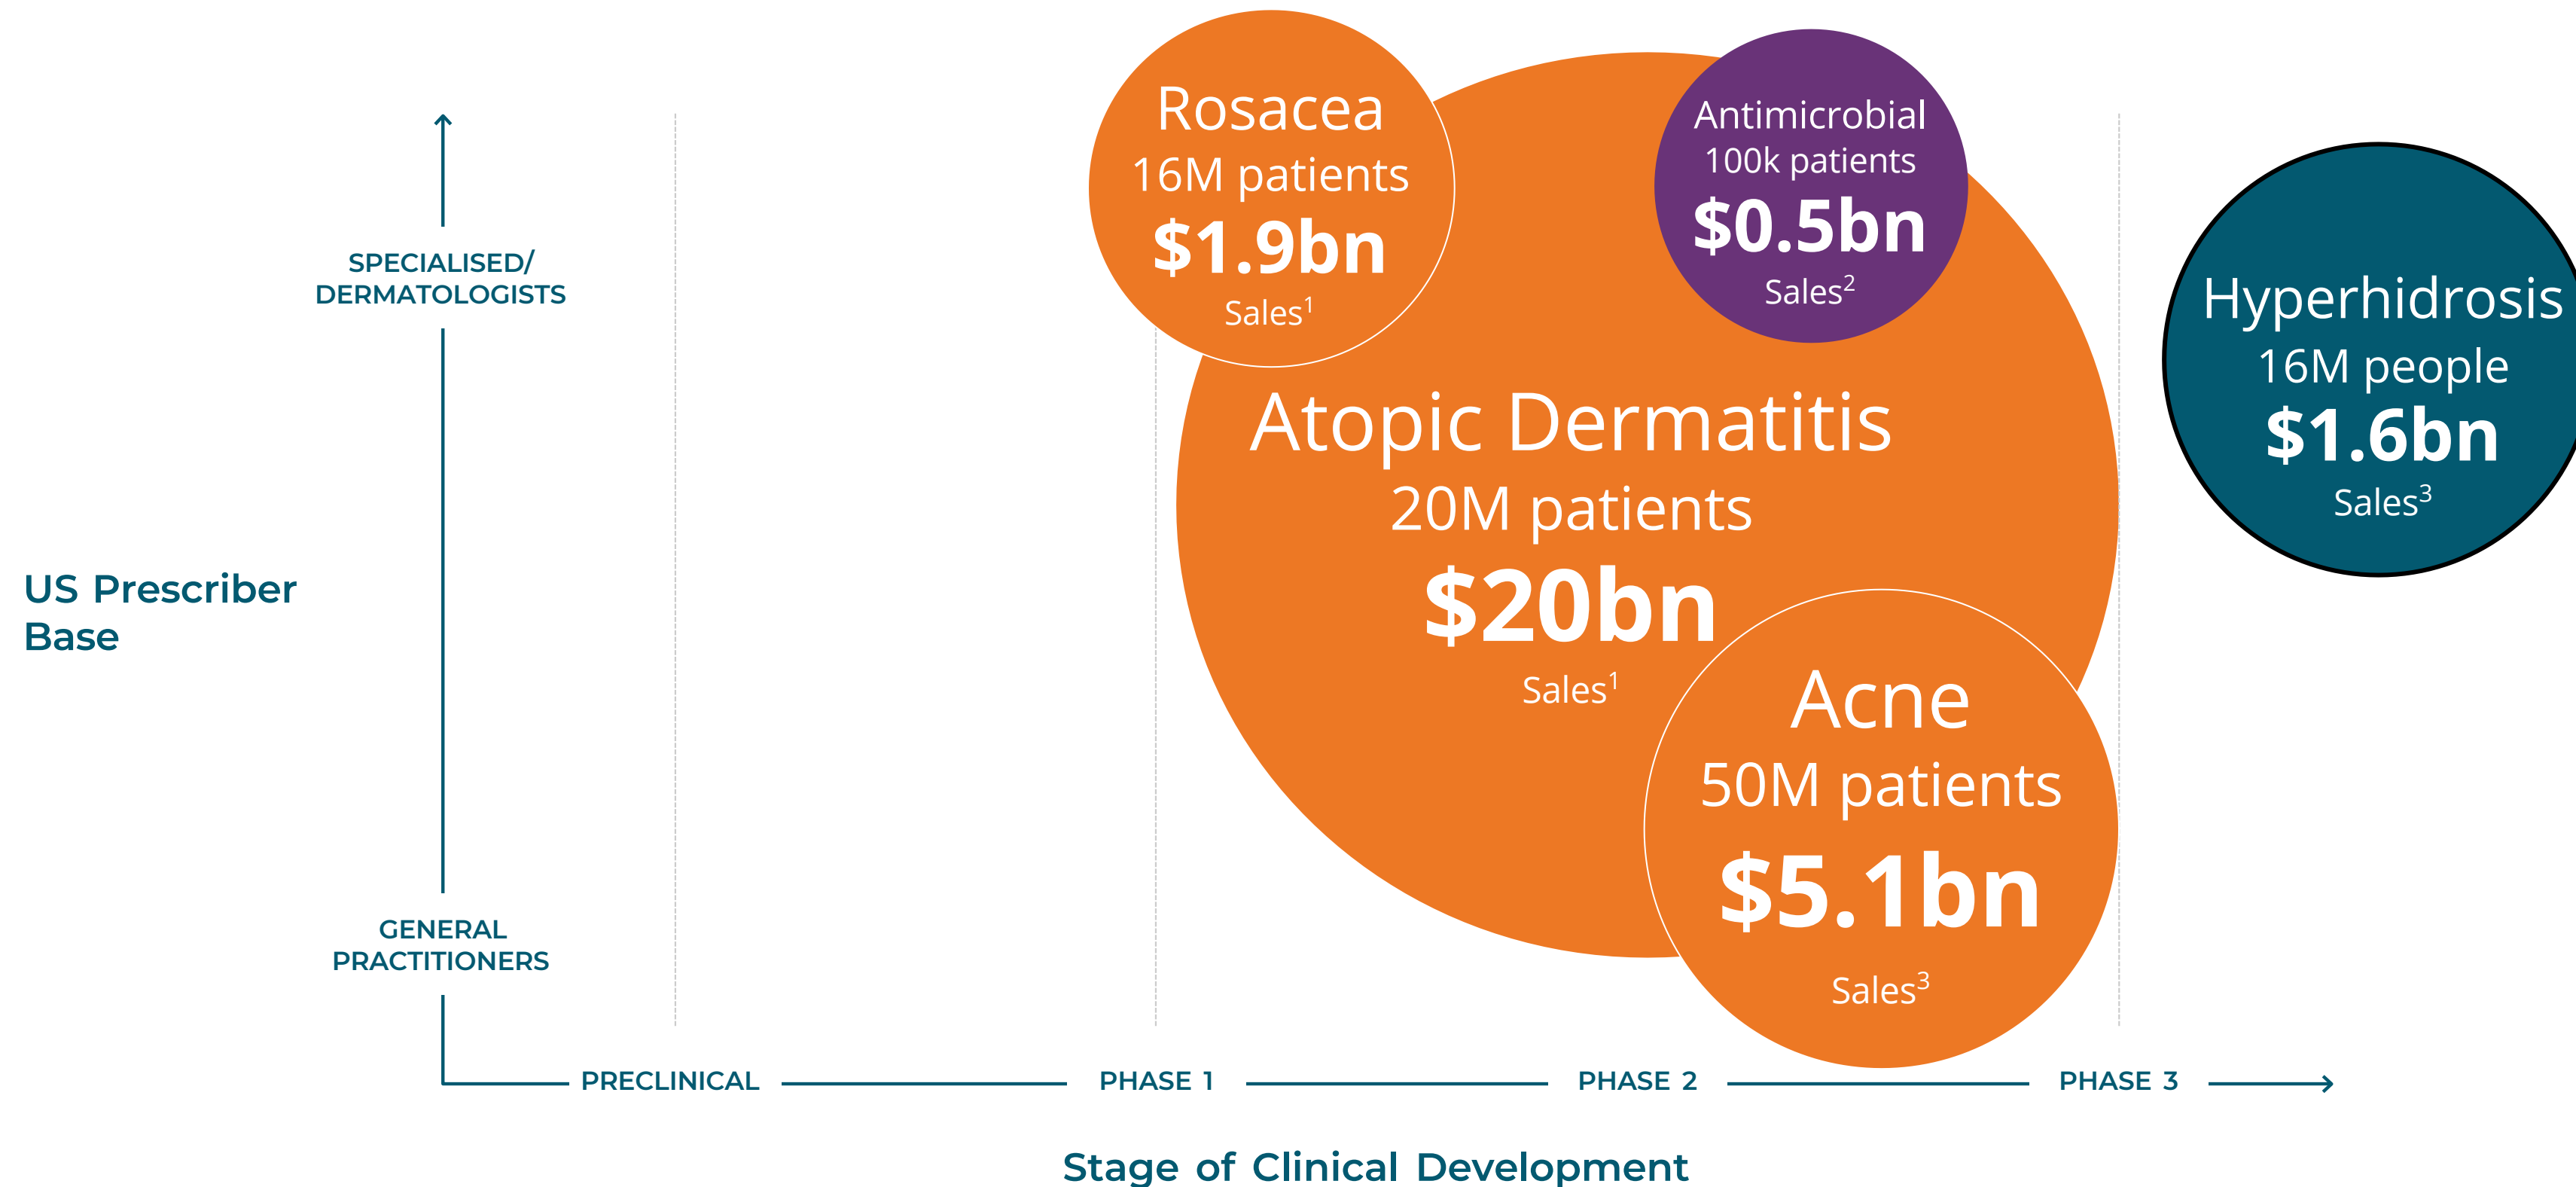 Rosacea
16M patients
$1.9bn
Sales¹
Antimicrobial
100k patients
$0.5bn
Sales²
Hyperhidrosis
16M people
$1.6bn
Sales³
Atopic Dermatitis
20M patients
$20bn
Sales¹
Acne
50M patients
$5.1bn
Sales³
US Prescriber
Base
SPECIALISED/
DERMATOLOGISTS
GENERAL
PRACTITIONERS
PRECLINICAL
PHASE 1
PHASE 2
PHASE 3
Stage of Clinical Development